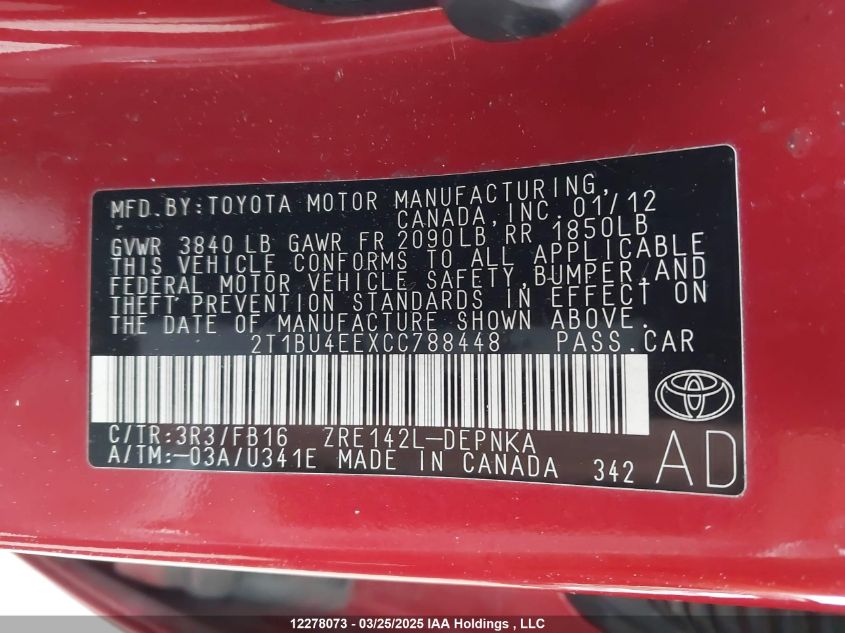 MFD.BY:TOYOTA MOTOR MANUFACTURING,
CANADA, INC. 01/12
GVWR 3840 LB GAWR FR 2090LB RR 1850LB
THIS VEHICLE CONFORMS TO ALL APPLICABLE
FEDERAL MOTOR VEHICLE SAFETY,BUMPER,AND
THEFT PREVENTION STANDARDS IN EFFECT ON
THE DATE OF MANUFACTURE SHOWN ABOVE.
2T1BU4EEXCC788448 PASS.CAR
C/TR:3R3/FB16 ZRE142L-DEPNKA
A/TM:-03A/U341E MADE IN CANADA 342 AD
12278073 - 03/25/2025 IAA Holdings , LLC